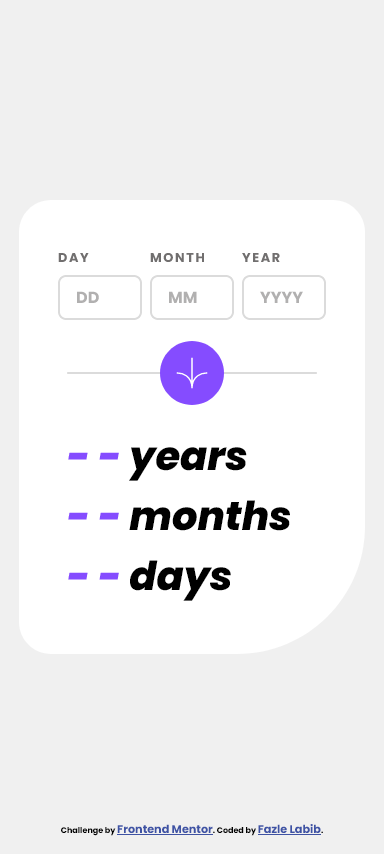 DAY MONTH YEAR
DD MM YYYY
- - years
- - months
- - days
Challenge by Frontend Mentor. Coded by Fazle Labib.